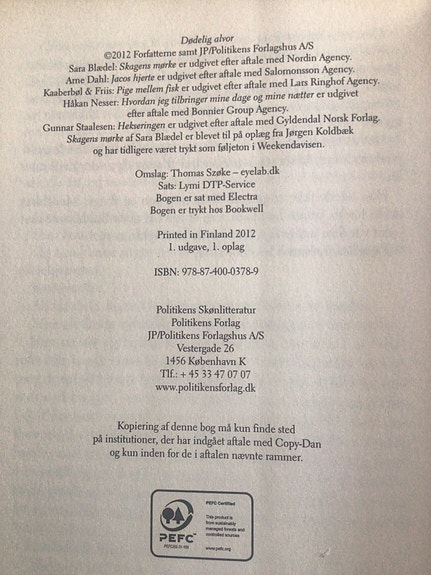 Dødelig alvor
©2012 Forfatterne samt JP/Politikens Forlagshus A/S
Sara Blædel: Skagens mørke er udgivet efter aftale med Nordin Agency.
Arne Dahl: Jacos hjerte er udgivet efter aftale med Salomonsson Agency.
Kaaberbøl & Friis: Pige mellem fisk er udgivet efter aftale med Lars Ringhof Agency.
Håkan Nesser: Hvordan jeg tilbringer mine dage og mine nætter er udgivet
efter aftale med Bonnier Group Agency.
Gunnar Staalesen: Hekseringen er udgivet efter aftale med Gyldendal Norsk Forlag.
Skagens mørke af Sara Blædel er blevet til på oplæg fra Jørgen Koldbæk
og har tidligere været trykt som føljeton i Weekendavisen.
Omslag: Thomas Szøke – eyelab.dk
Sats: Lymi DTP-Service
Bogen er sat med Electra
Bogen er trykt hos Bookwell
Printed in Finland 2012
1. udgave, 1. oplag
ISBN: 978-87-400-0378-9
Politikens Skønlitteratur
Politikens Forlag
JP/Politikens Forlagshus A/S
Vestergade 26
1456 København K
Tlf.: + 45 33 47 07 07
www.politikensforlag.dk
Kopiering af denne bog må kun finde sted
på institutioner, der har indgået aftale med Copy-Dan
og kun inden for de i aftalen nævnte rammer.
PEFC Certified
This product is
from sustainably
managed forests and
controlled sources
www.pefc.org
PEFC™